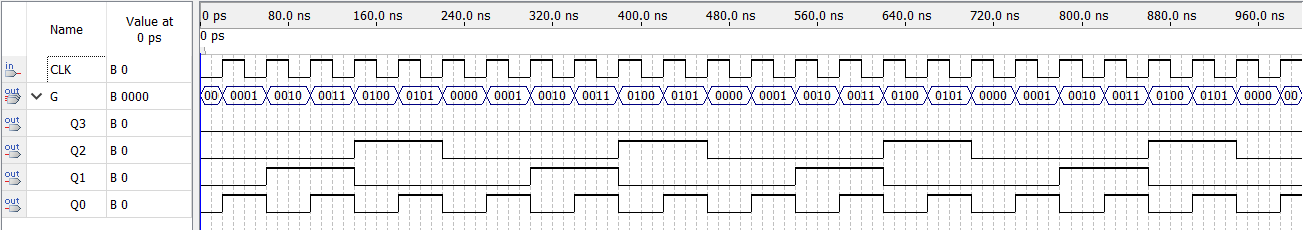 Name
Value at
0 ps
0 ps 80.0 ns 160.0 ns 240.0 ns 320.0 ns 400.0 ns 480.0 ns 560.0 ns 640.0 ns 720.0 ns 800.0 ns 880.0 ns 960.0 ns
0 ps
in CLK B 0
out G B 0000 00 0001 0010 0011 0100 0101 0000 0001 0010 0011 0100 0101 0000 0001 0010 0011 0100 0101 0000 0001 0010 0011 0100 0101 0000 00
out Q3 B 0
out Q2 B 0
out Q1 B 0
out Q0 B 0